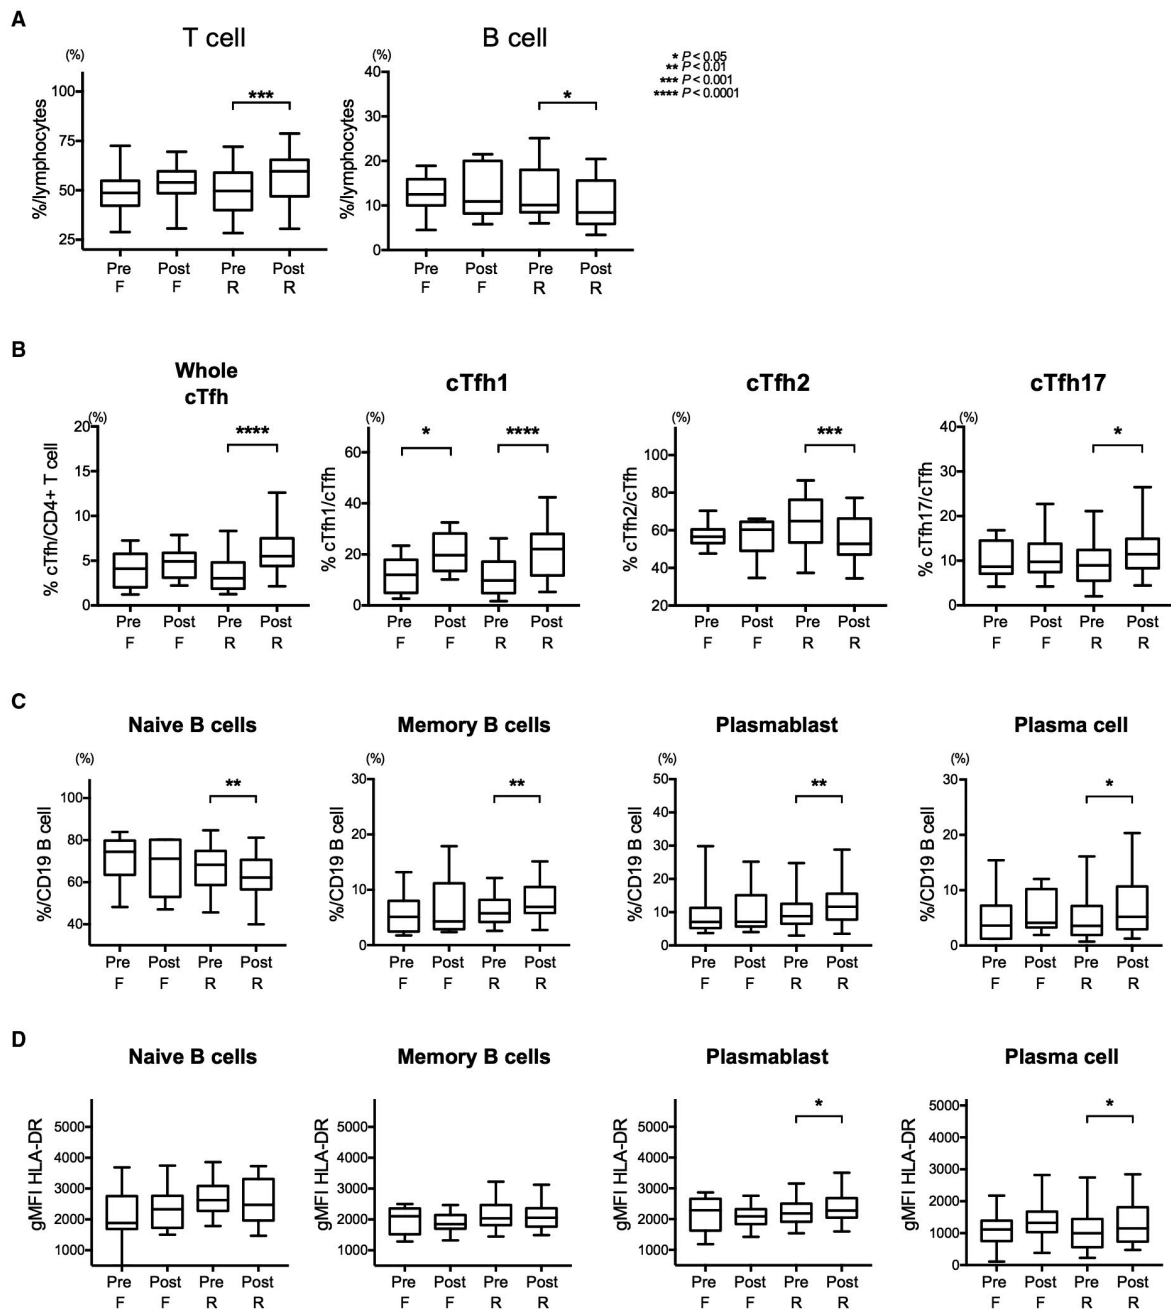 A
T cell
B cell
(%)
(%)
* P < 0.05
** P < 0.01
*** P < 0.001
**** P < 0.0001
%/lymphocytes
100
75
50
25
***
Pre Post Pre Post
F F R R
%/lymphocytes
40
30
20
10
0
*
Pre Post Pre Post
F F R R
B
Whole
cTfh
(%)
% cTfh/CD4+ T cell
20
15
10
5
0
****
Pre Post Pre Post
F F R R
cTfh1
(%)
% cTfh1/cTfh
60
40
20
0
*
****
Pre Post Pre Post
F F R R
cTfh2
(%)
% cTfh2/cTfh
100
80
60
40
20
***
Pre Post Pre Post
F F R R
cTfh17
(%)
% cTfh17/cTfh
40
30
20
10
0
*
Pre Post Pre Post
F F R R
C
Naive B cells
(%)
%/CD19 B cell
100
80
60
40
**
Pre Post Pre Post
F F R R
Memory B cells
(%)
%/CD19 B cell
30
20
10
0
**
Pre Post Pre Post
F F R R
Plasmablast
(%)
%/CD19 B cell
50
40
30
20
10
0
**
Pre Post Pre Post
F F R R
Plasma cell
(%)
%/CD19 B cell
30
20
10
0
*
Pre Post Pre Post
F F R R
D
Naive B cells
gMFI HLA-DR
5000
4000
3000
2000
1000
Pre Post Pre Post
F F R R
Memory B cells
gMFI HLA-DR
5000
4000
3000
2000
1000
Pre Post Pre Post
F F R R
Plasmablast
gMFI HLA-DR
5000
4000
3000
2000
1000
*
Pre Post Pre Post
F F R R
Plasma cell
gMFI HLA-DR
5000
4000
3000
2000
1000
0
*
Pre Post Pre Post
F F R R